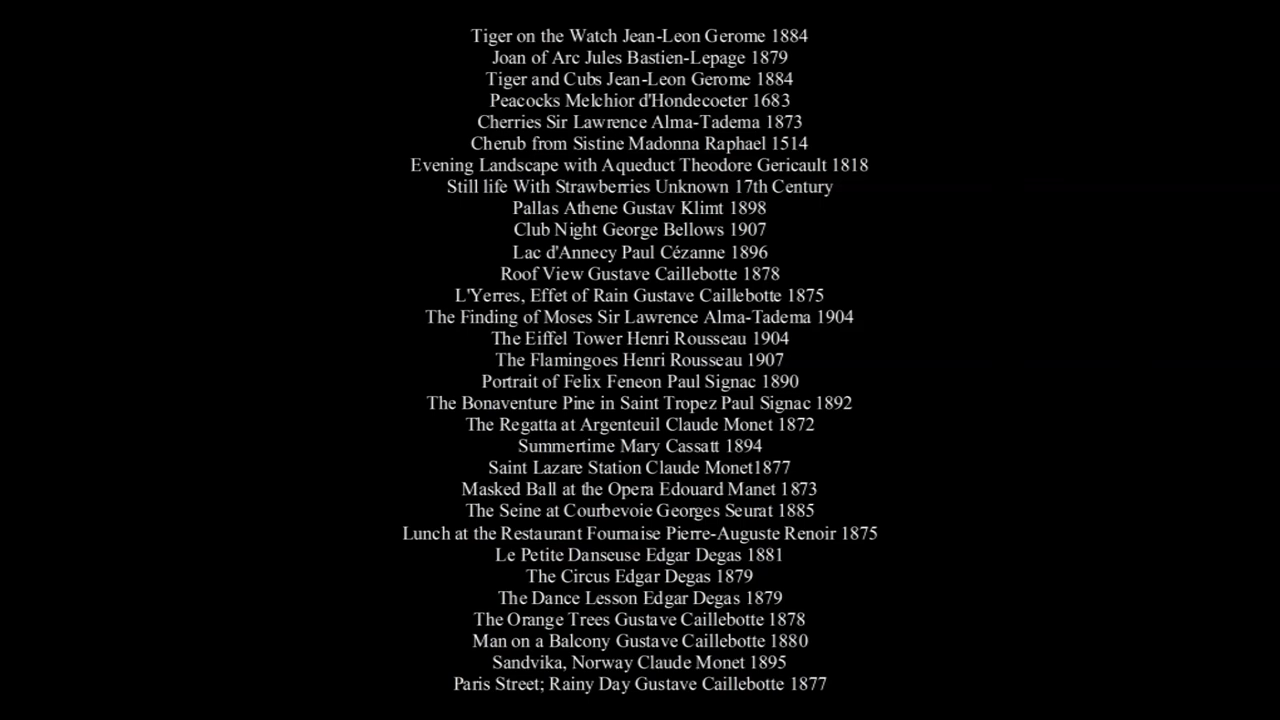 Tiger on the Watch Jean-Leon Gerome 1884
Joan of Arc Jules Bastien-Lepage 1879
Tiger and Cubs Jean-Leon Gerome 1884
Peacocks Melchior d'Hondecoeter 1683
Cherries Sir Lawrence Alma-Tadema 1873
Cherub from Sistine Madonna Raphael 1514
Evening Landscape with Aqueduct Theodore Gericault 1818
Still life With Strawberries Unknown 17th Century
Pallas Athene Gustav Klimt 1898
Club Night George Bellows 1907
Lac d'Annecy Paul Cézanne 1896
Roof View Gustave Caillebotte 1878
L'Yerres, Effet of Rain Gustave Caillebotte 1875
The Finding of Moses Sir Lawrence Alma-Tadema 1904
The Eiffel Tower Henri Rousseau 1904
The Flamingoes Henri Rousseau 1907
Portrait of Felix Feneon Paul Signac 1890
The Bonaventure Pine in Saint Tropez Paul Signac 1892
The Regatta at Argenteuil Claude Monet 1872
Summertime Mary Cassatt 1894
Saint Lazare Station Claude Monet1877
Masked Ball at the Opera Edouard Manet 1873
The Seine at Courbevoie Georges Seurat 1885
Lunch at the Restaurant Fournaise Pierre-Auguste Renoir 1875
Le Petite Danseuse Edgar Degas 1881
The Circus Edgar Degas 1879
The Dance Lesson Edgar Degas 1879
The Orange Trees Gustave Caillebotte 1878
Man on a Balcony Gustave Caillebotte 1880
Sandvika, Norway Claude Monet 1895
Paris Street; Rainy Day Gustave Caillebotte 1877